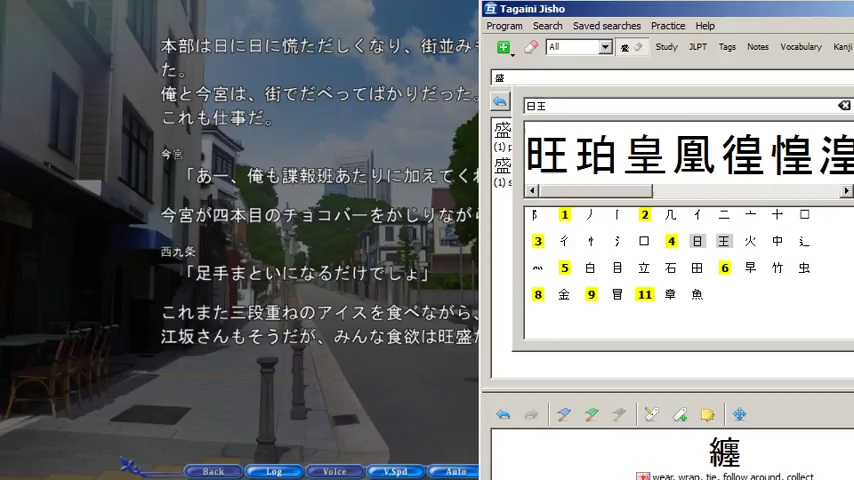 本部は日に日に慌ただしくなり、街並み
た。
俺と今宮は、街でだべってばかりだった。
これも仕事だ。
今宮
「あー、俺も諜報班あたりに加えてく
今宮が四本目のチョコバーをかじりながら
西九条
「足手まといになるだけでしょ」
これまた三段重ねのアイスを食べながら、
江坂さんもそうだが、みんな食欲は旺盛
Back Log Voice V.Spd Auto
Tagaini Jisho
Program Search Saved searches Practice Help
All 盛 Study JLPT Tags Notes Vocabulary Kanji
盛
日王
盛
(1) p
盛
(1) s
旺珀皇凰徨惶湟
阝 1 ノ 丨 2 几 亻 二 亠 十 口
3 彳 忄 氵 口 4 日 王 火 中 辶
灬 5 白 目 立 石 田 6 早 竹 虫
8 金 9 冒 11 章 魚
纏
wear, wrap, tie, follow around, collect